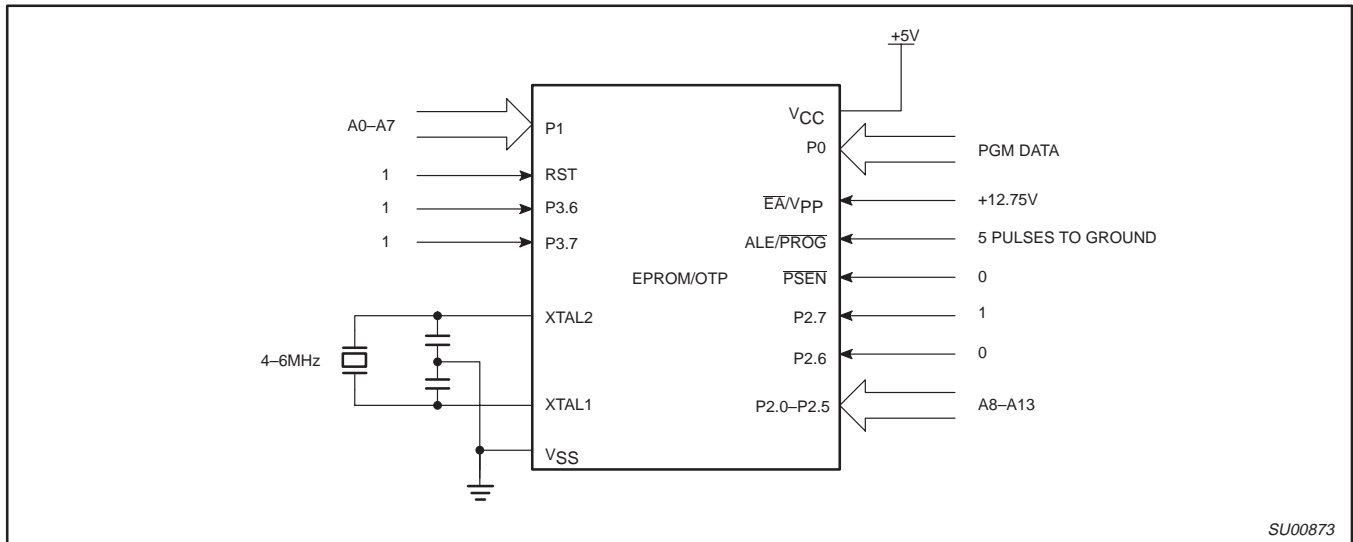 +5V
VCC
A0–A7
P1
P0
PGM DATA
1
RST
1
P3.6
EA/VPP
+12.75V
1
P3.7
ALE/PROG
5 PULSES TO GROUND
EPROM/OTP
PSEN
0
XTAL2
P2.7
1
4–6MHz
P2.6
0
XTAL1
P2.0–P2.5
A8–A13
VSS
SU00873